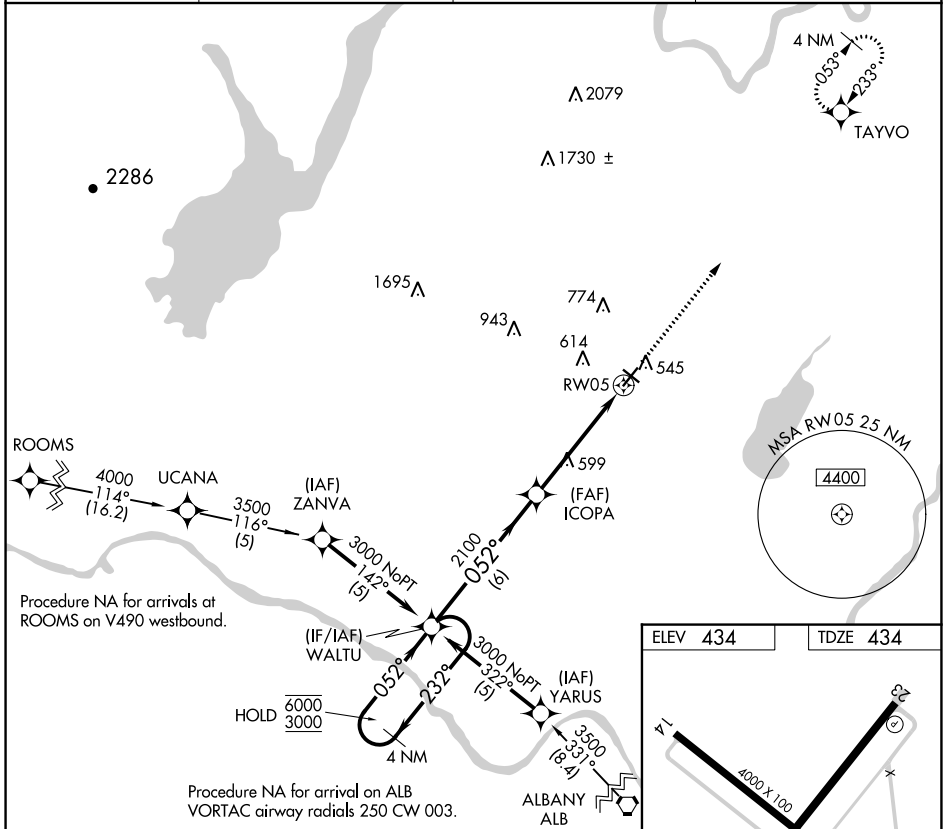 4 NM
053°
233°
TAYVO
2079
1730 ±
2286
1695
943
774
614
545
RW05
ROOMS
4000
114°
(16.2)
UCANA
3500
116°
(5)
(IAF)
ZANVA
3000 NoPT
142°
(5)
599
(FAF)
ICOPA
2100
052°
(6)
MSA RW05 25 NM
4400
Procedure NA for arrivals at
ROOMS on V490 westbound.
(IF/IAF)
WALTU
052°
232°
3000 NoPT
322°
(5)
(IAF)
YARUS
HOLD 6000
3000
4 NM
3500
331°
(8.4)
ALBANY
ALB
Procedure NA for arrival on ALB
VORTAC airway radials 250 CW 003.
ELEV 434
TDZE 434
23
P
14
4000 X 100
X